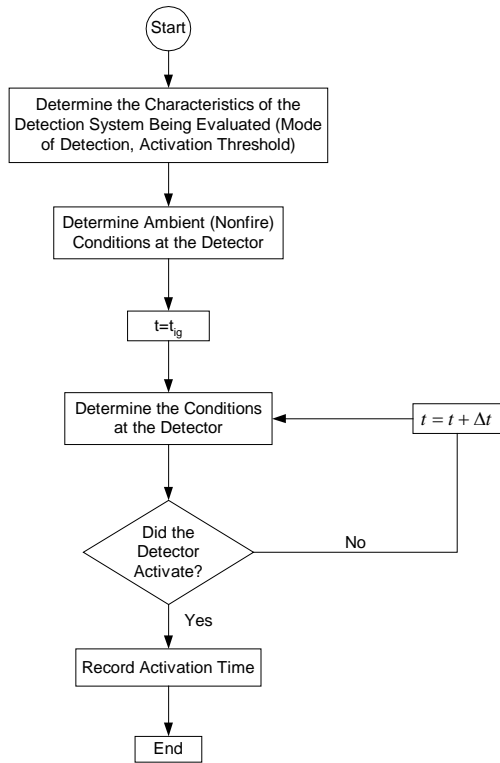 Start
Determine the Characteristics of the
Detection System Being Evaluated (Mode
of Detection, Activation Threshold)
Determine Ambient (Nonfire)
Conditions at the Detector
t=t_ig
Determine the Conditions
at the Detector
t = t + Δt
Did the
Detector
Activate?
No
Yes
Record Activation Time
End